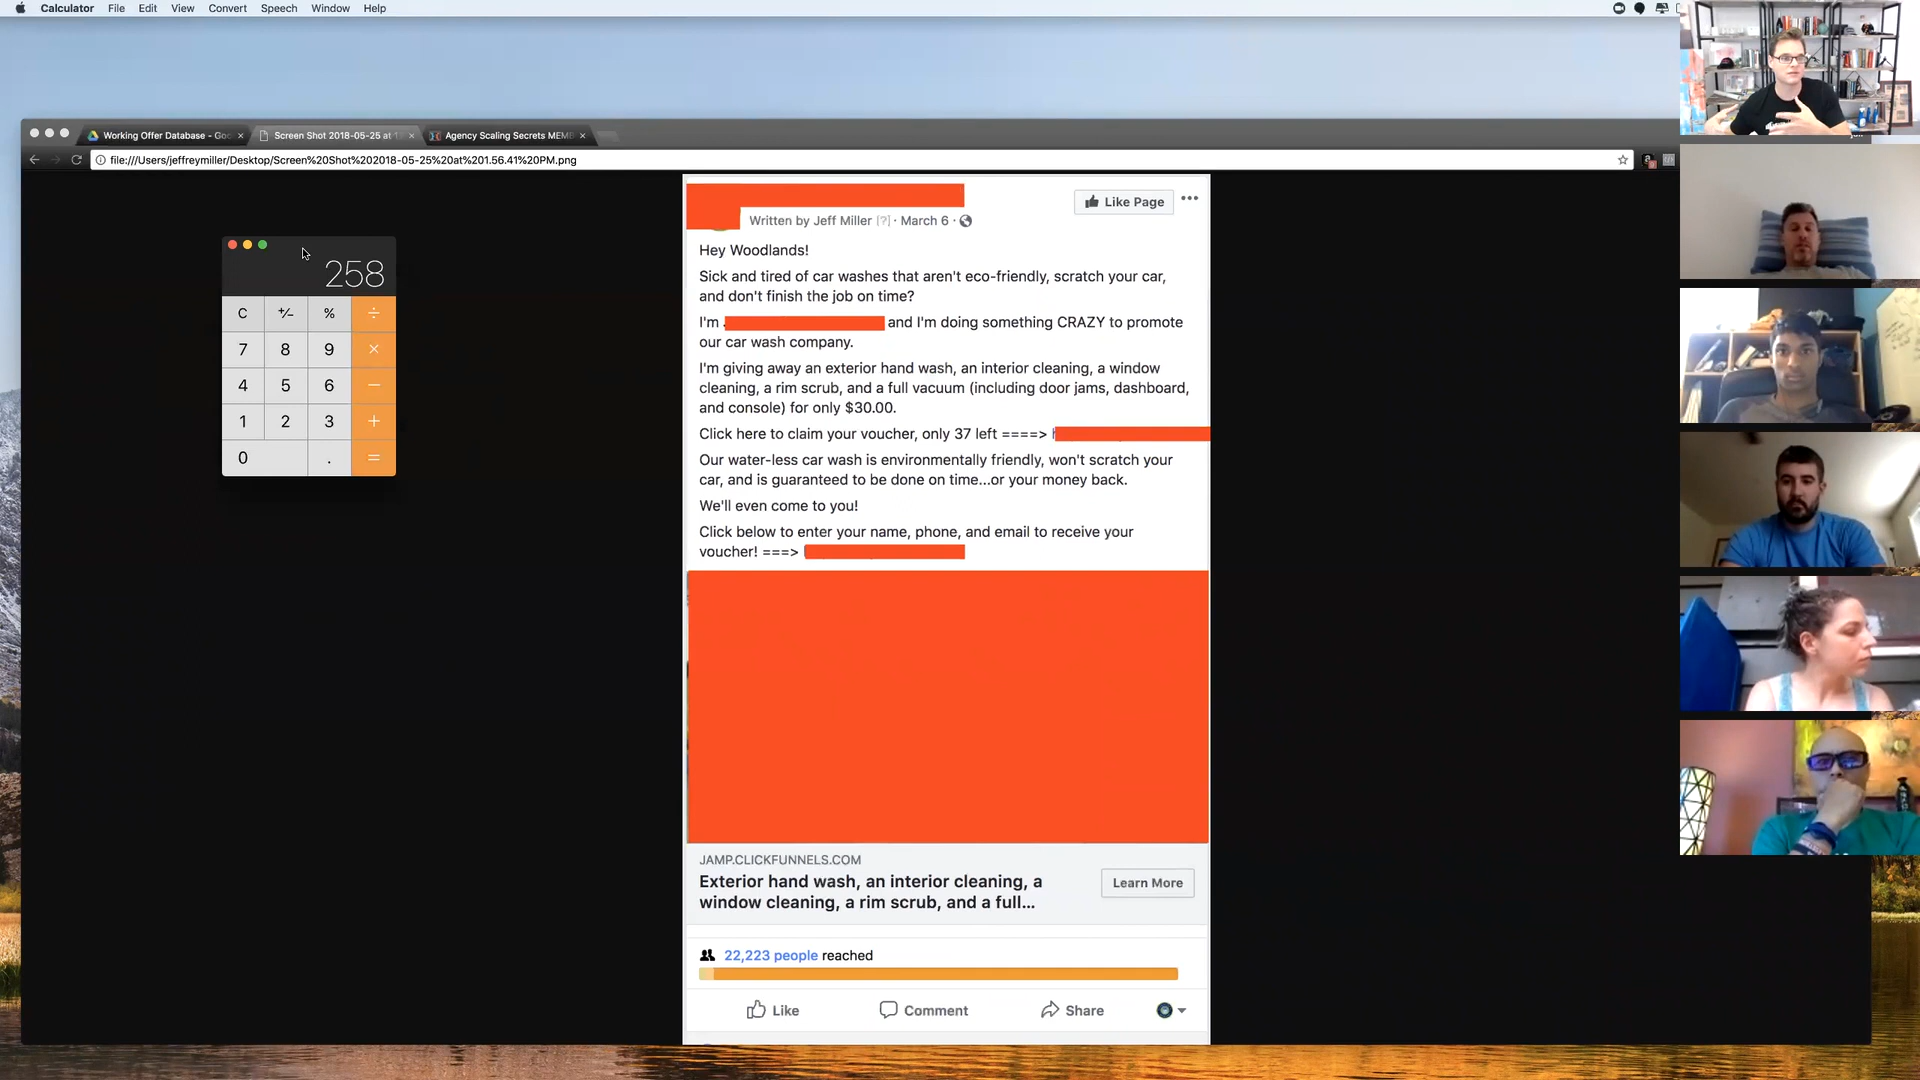 Calculator File Edit View Convert Speech Window Help
Working Offer Database - Goo
Screen Shot 2018-05-25 at 1
Agency Scaling Secrets MEMB
file:///Users/jeffreymiller/Desktop/Screen%20Shot%202018-05-25%20at%201.56.41%20PM.png
258
C +/- % ÷
7 8 9 ×
4 5 6 −
1 2 3 +
0 . =
Like Page
Written by Jeff Miller [?] · March 6 ·
Hey Woodlands!
Sick and tired of car washes that aren't eco-friendly, scratch your car,
and don't finish the job on time?
I'm and I'm doing something CRAZY to promote
our car wash company.
I'm giving away an exterior hand wash, an interior cleaning, a window
cleaning, a rim scrub, and a full vacuum (including door jams, dashboard,
and console) for only $30.00.
Click here to claim your voucher, only 37 left ====>
Our water-less car wash is environmentally friendly, won't scratch your
car, and is guaranteed to be done on time...or your money back.
We'll even come to you!
Click below to enter your name, phone, and email to receive your
voucher! ===>
JAMP.CLICKFUNNELS.COM
Exterior hand wash, an interior cleaning, a
window cleaning, a rim scrub, and a full...
Learn More
22,223 people reached
Like Comment Share